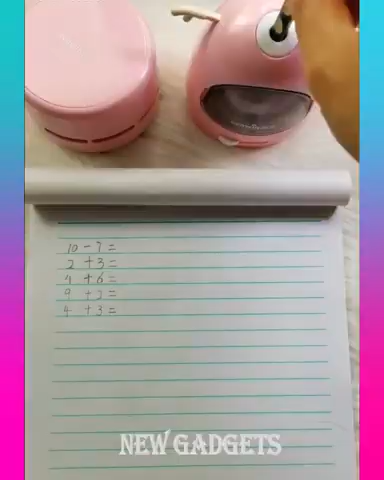 10 - 7 =
2 + 3 =
4 + 6 =
9 + 3 =
4 + 3 =
NEW GADGETS